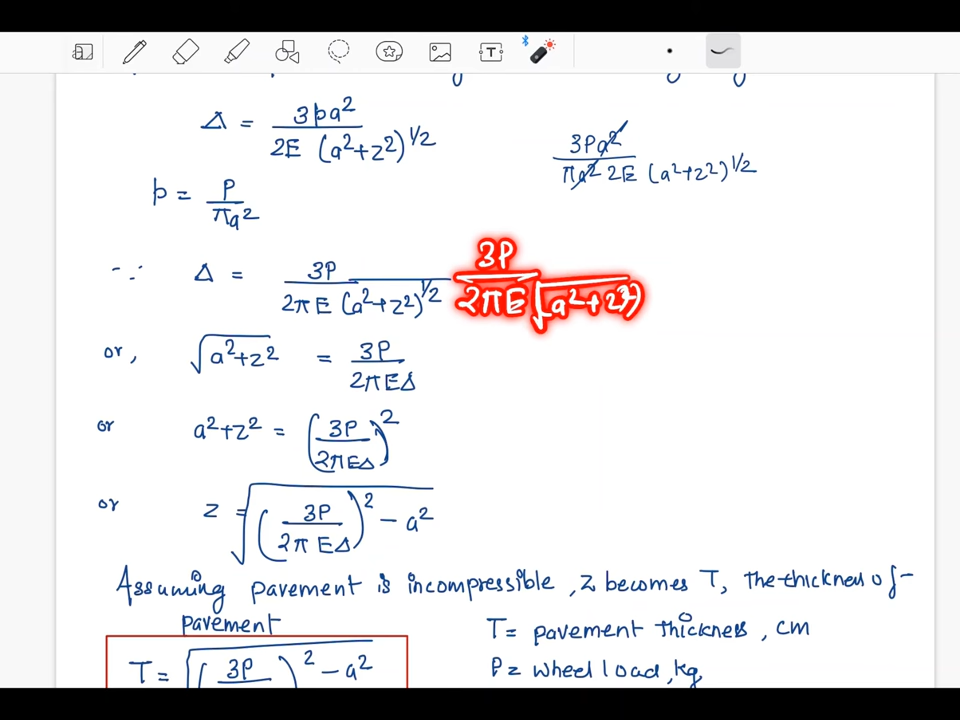 Δ = 3pa² / 2E (a²+z²)^1/2
3Pa² / πa² 2E (a²+z²)^1/2
p = P / πa²
∵ Δ = 3P / 2πE (a²+z²)^1/2 3P / 2πE √(a²+z²)
or, √(a²+z²) = 3P / 2πEΔ
or a²+z² = (3P / 2πEΔ)²
or z = √((3P / 2πEΔ)² - a²)
Assuming pavement is incompressible, z becomes T, the thickness of
pavement
T = pavement thickness, cm
T = √((3P )² - a²
P = wheel load, kg,